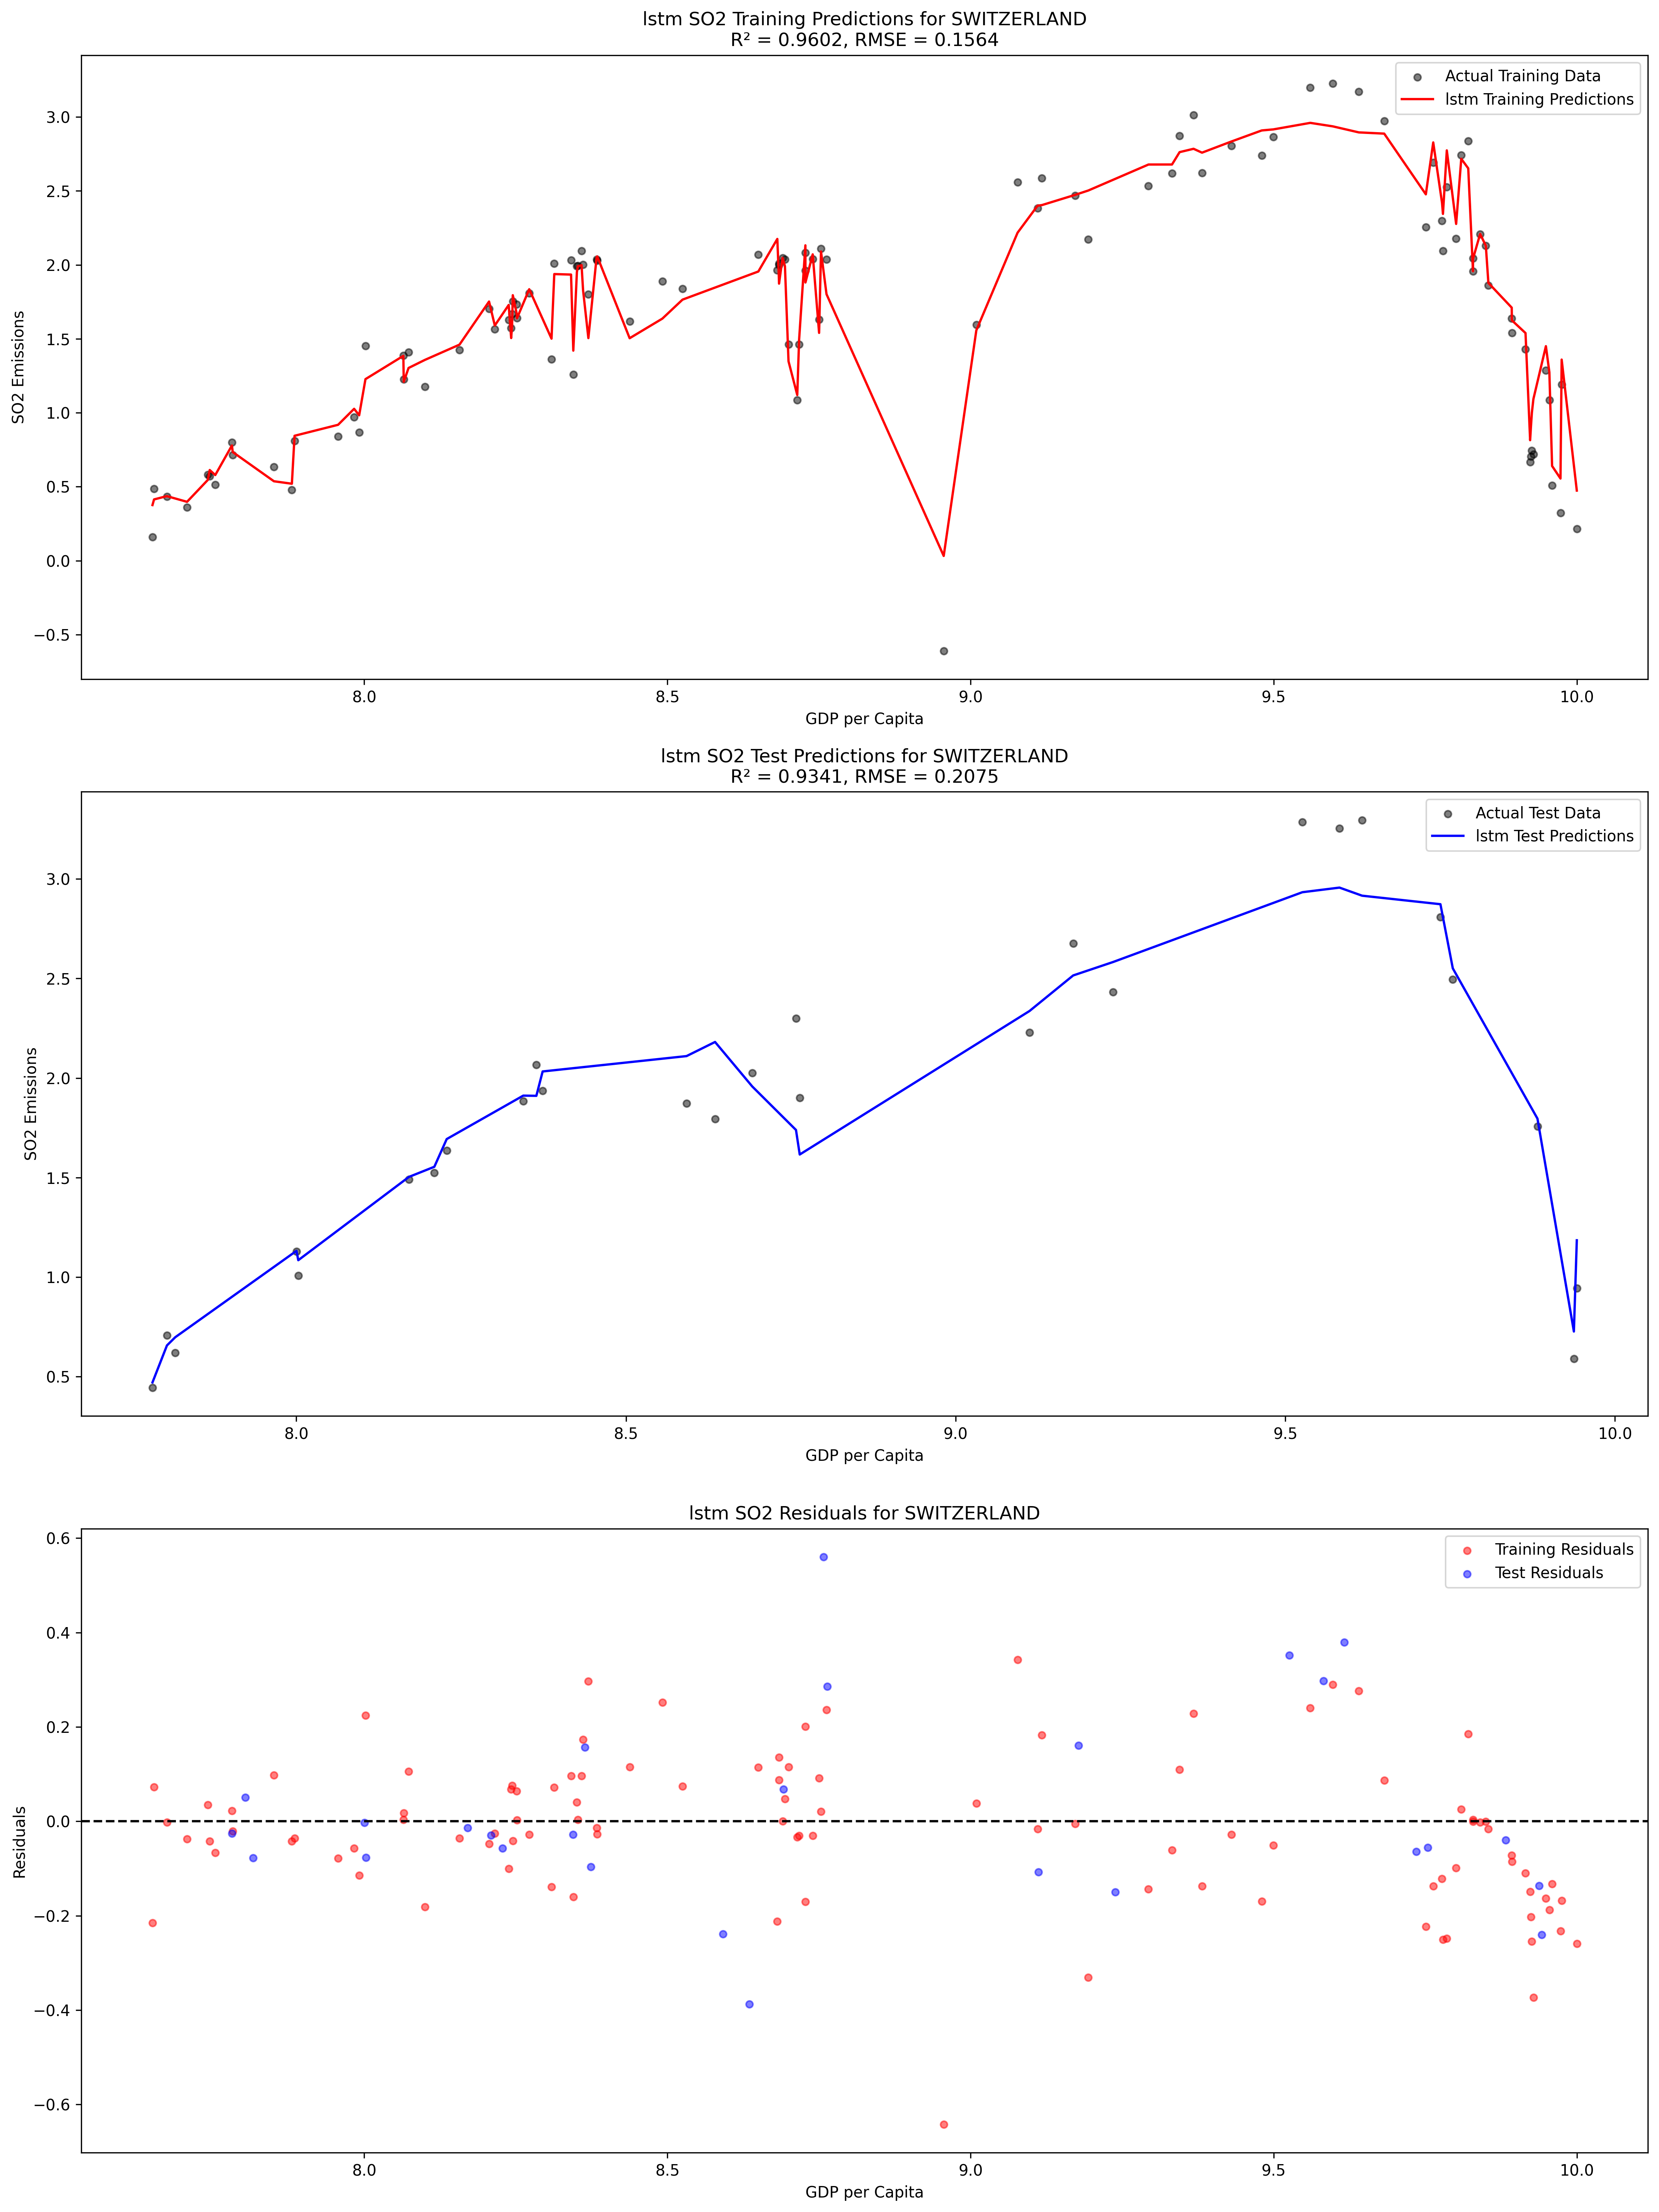 lstm SO2 Training Predictions for SWITZERLAND
R² = 0.9602, RMSE = 0.1564
Actual Training Data
lstm Training Predictions
SO2 Emissions
3.0
2.5
2.0
1.5
1.0
0.5
0.0
−0.5
8.0
8.5
9.0
9.5
10.0
GDP per Capita
lstm SO2 Test Predictions for SWITZERLAND
R² = 0.9341, RMSE = 0.2075
Actual Test Data
lstm Test Predictions
SO2 Emissions
3.0
2.5
2.0
1.5
1.0
0.5
8.0
8.5
9.0
9.5
10.0
GDP per Capita
lstm SO2 Residuals for SWITZERLAND
Training Residuals
Test Residuals
Residuals
0.6
0.4
0.2
0.0
−0.2
−0.4
−0.6
8.0
8.5
9.0
9.5
10.0
GDP per Capita